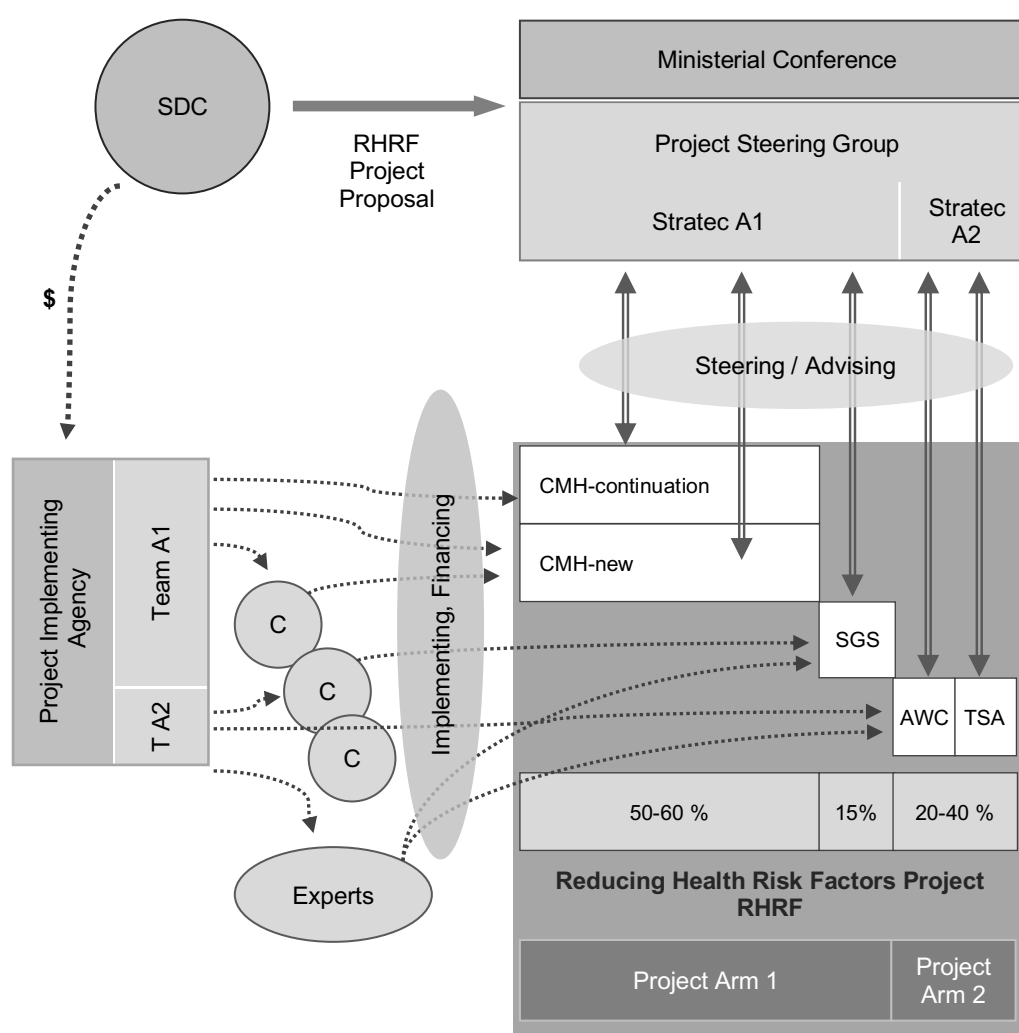 SDC
RHRF
Project
Proposal
Ministerial Conference
Project Steering Group
Stratec A1
Stratec
A2
$
Steering / Advising
Project Implementing
Agency
Team A1
T A2
C
C
C
Experts
Implementing, Financing
CMH-continuation
CMH-new
SGS
AWC
TSA
50-60 %
15%
20-40 %
Reducing Health Risk Factors Project
RHRF
Project Arm 1
Project
Arm 2